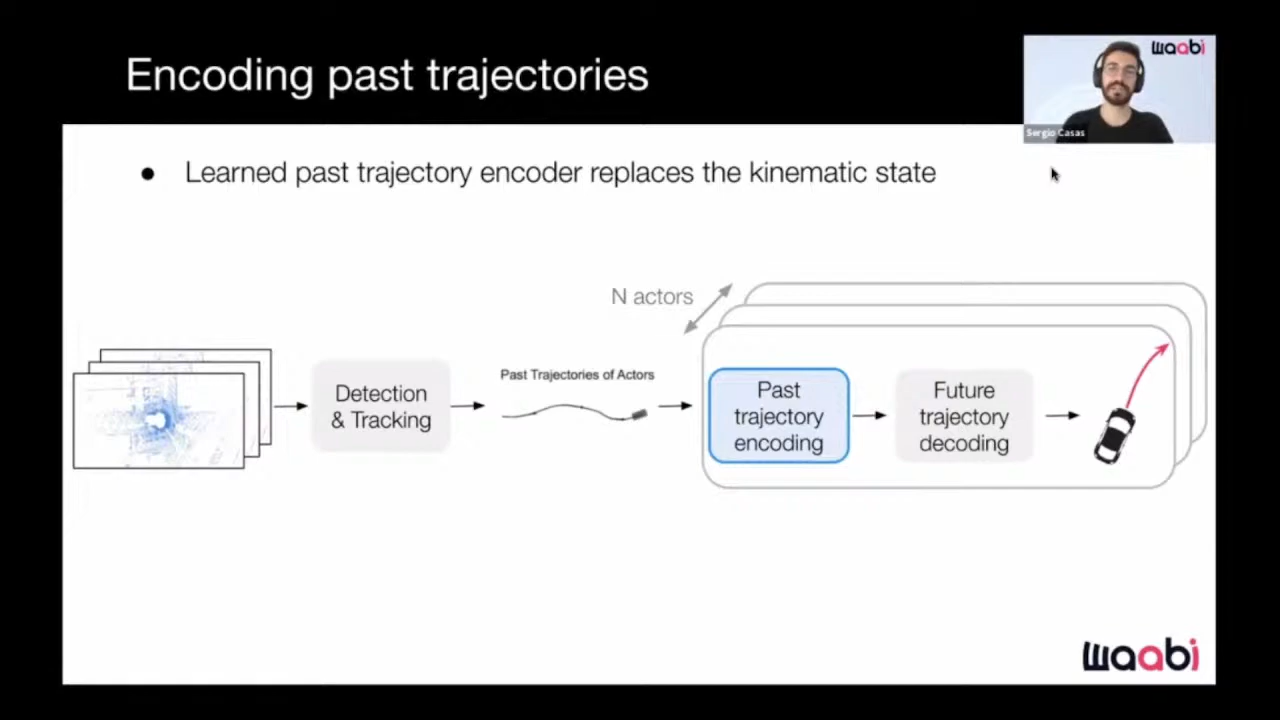 Encoding past trajectories
waabi
Sergio Casas
● Learned past trajectory encoder replaces the kinematic state
N actors
Detection
& Tracking
Past Trajectories of Actors
Past
trajectory
encoding
Future
trajectory
decoding
waabi